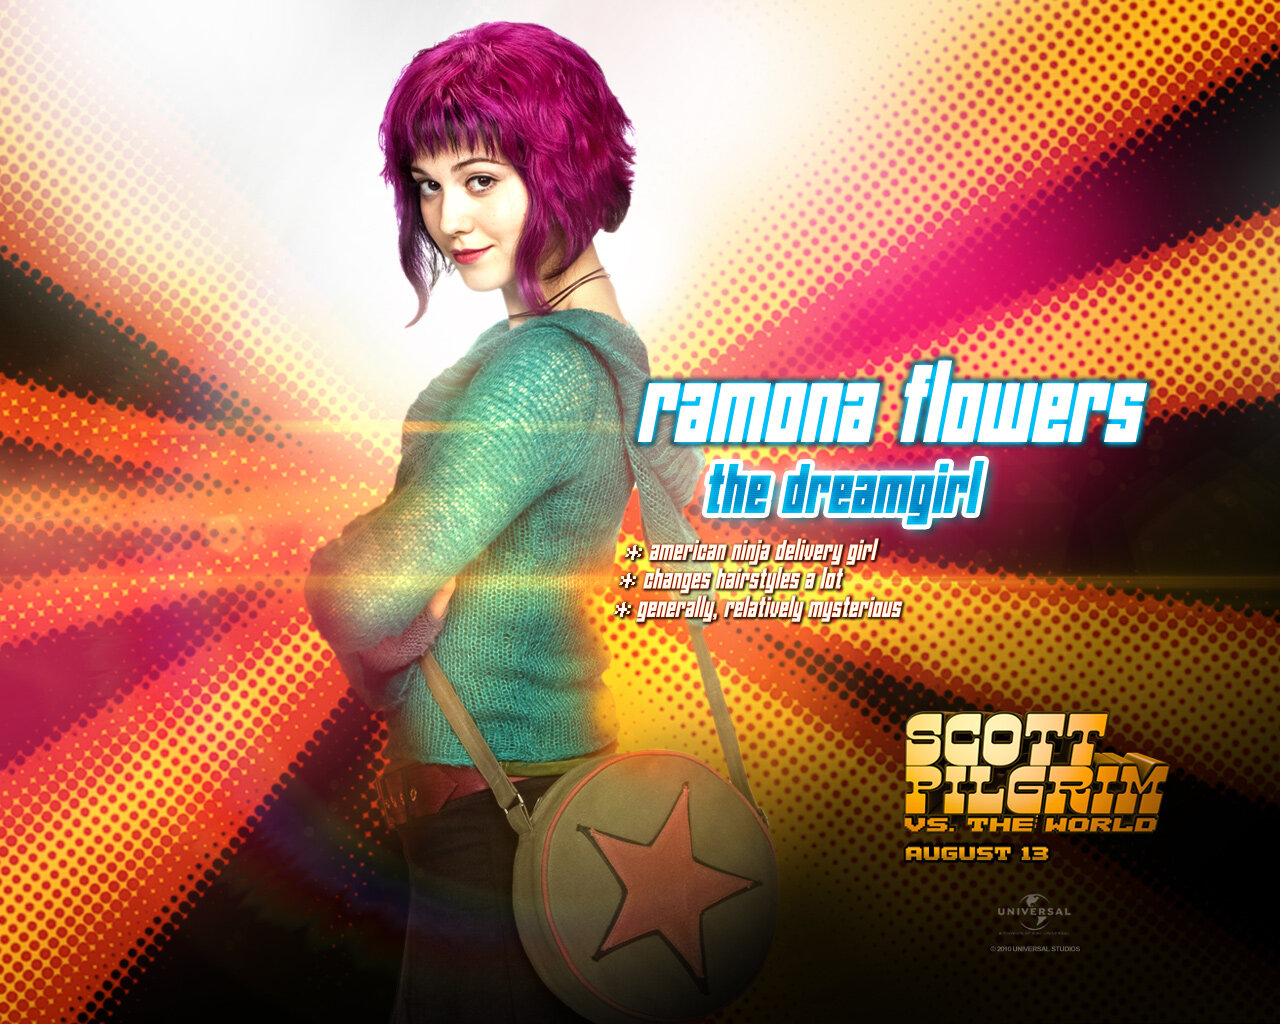 ramona flowers
the dreamgirl
* american ninja delivery girl
* changes hairstyles a lot
* generally, relatively mysterious
SCOTT
PILGRIM
VS. THE WORLD
AUGUST 13
UNIVERSAL
© 2010 UNIVERSAL STUDIOS